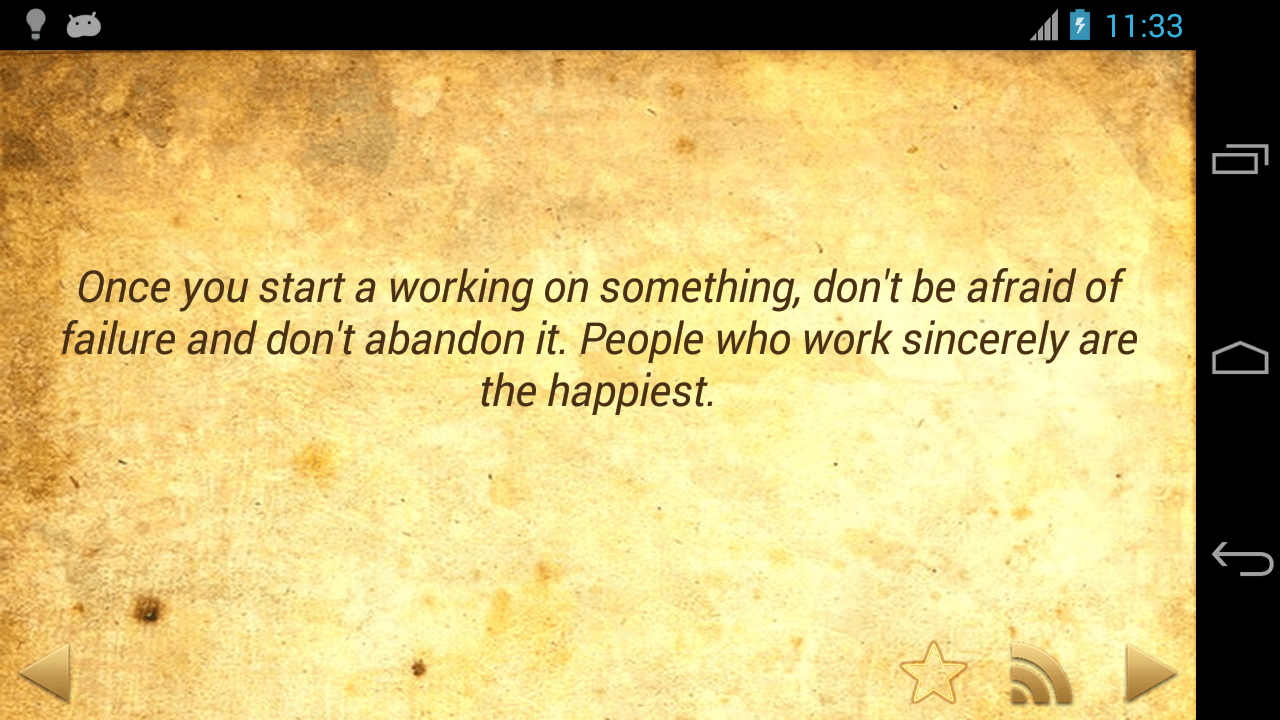 11:33
Once you start a working on something, don't be afraid of
failure and don't abandon it. People who work sincerely are
the happiest.